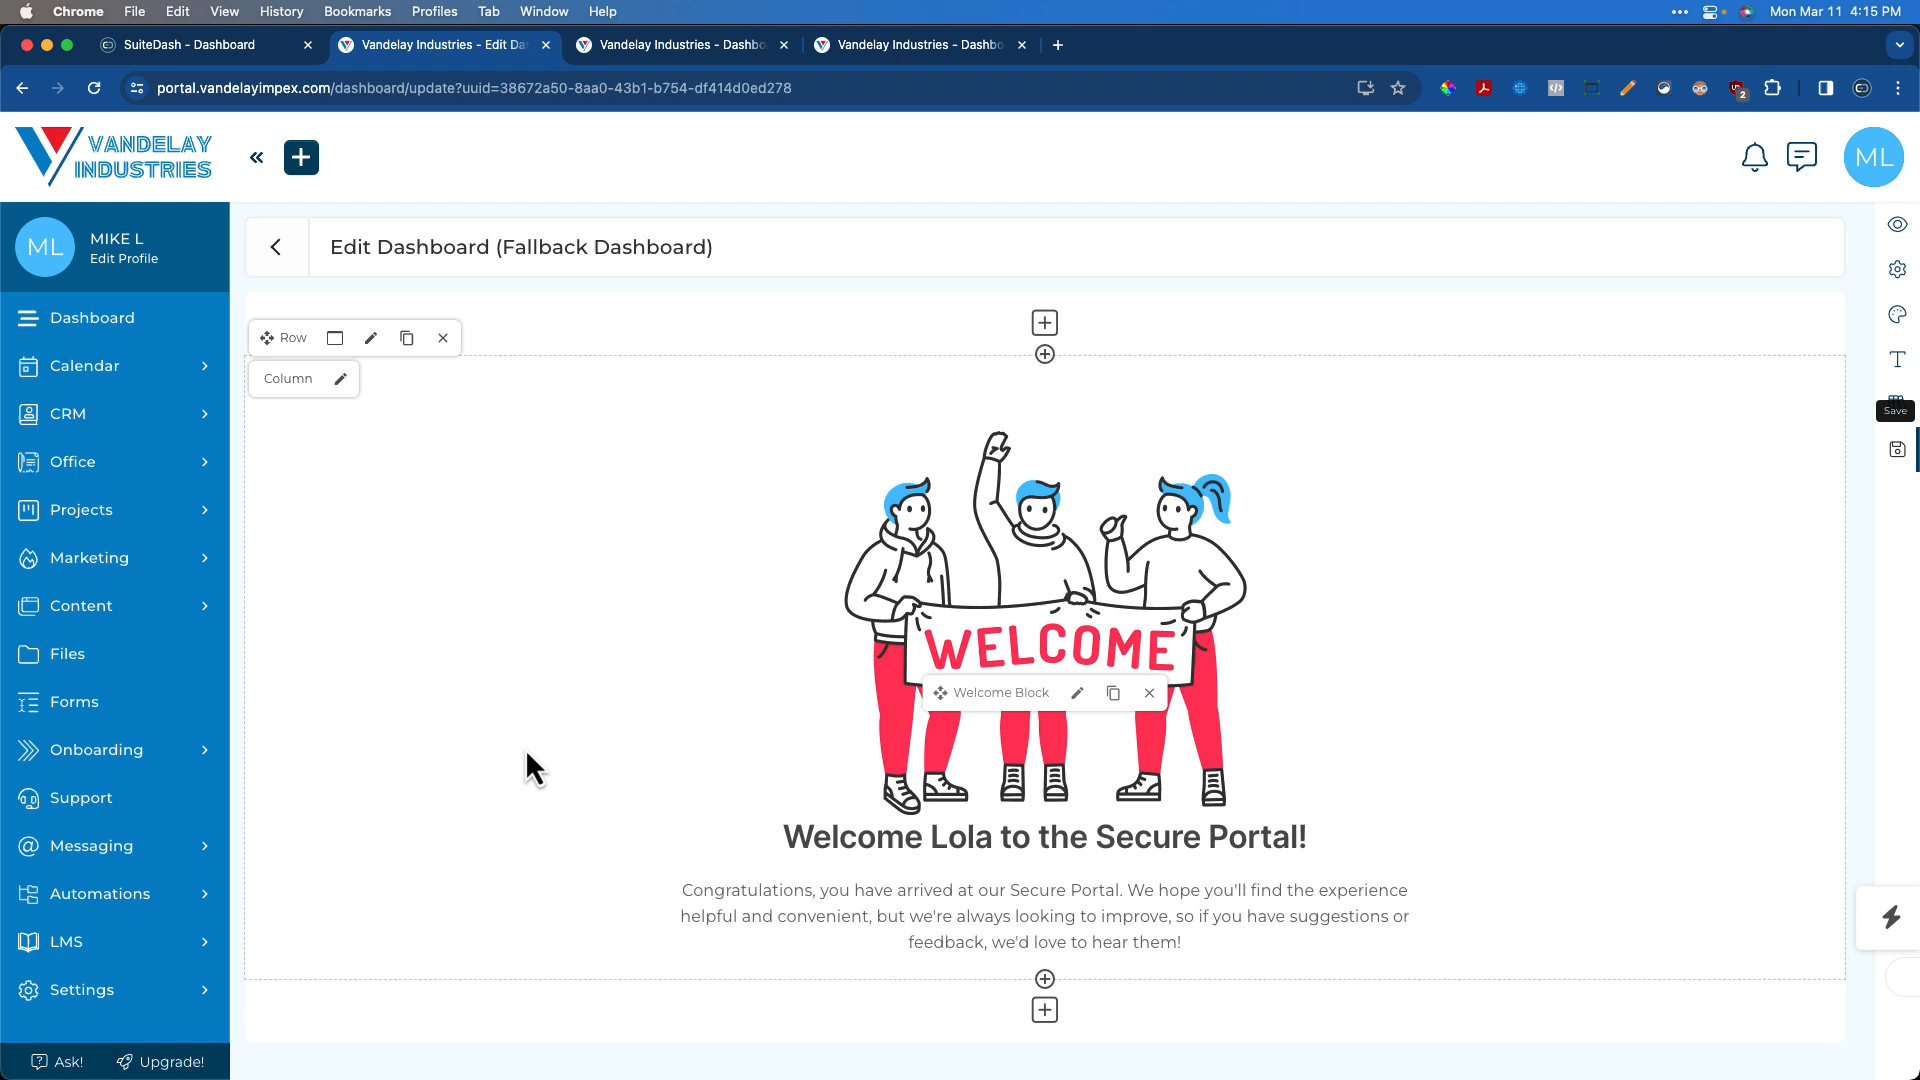 Chrome File Edit View History Bookmarks Profiles Tab Window Help
Mon Mar 11 4:15 PM
SuiteDash - Dashboard
Vandelay Industries - Edit Da
Vandelay Industries - Dashbo
Vandelay Industries - Dashbo
portal.vandelayimpex.com/dashboard/update?uuid=38672a50-8aa0-43b1-b754-df414d0ed278
2
VANDELAY
INDUSTRIES
ML
ML
MIKE L
Edit Profile
Edit Dashboard (Fallback Dashboard)
Dashboard
Calendar
CRM
Office
Projects
Marketing
Content
Files
Forms
Onboarding
Support
Messaging
Automations
LMS
Settings
Ask!
Upgrade!
Row
Column
Save
WELCOME
Welcome Block
Welcome Lola to the Secure Portal!
Congratulations, you have arrived at our Secure Portal. We hope you'll find the experience
helpful and convenient, but we're always looking to improve, so if you have suggestions or
feedback, we'd love to hear them!